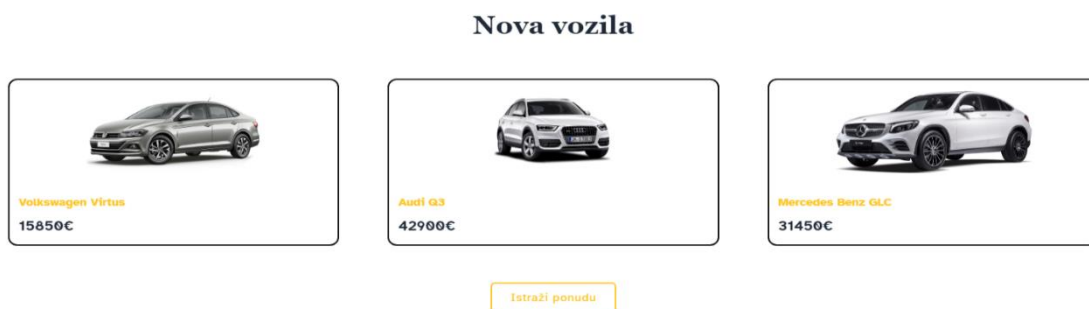 Nova vozila
Volkswagen Virtus
15850€
Audi Q3
42900€
Mercedes Benz GLC
31450€
Istraži ponudu